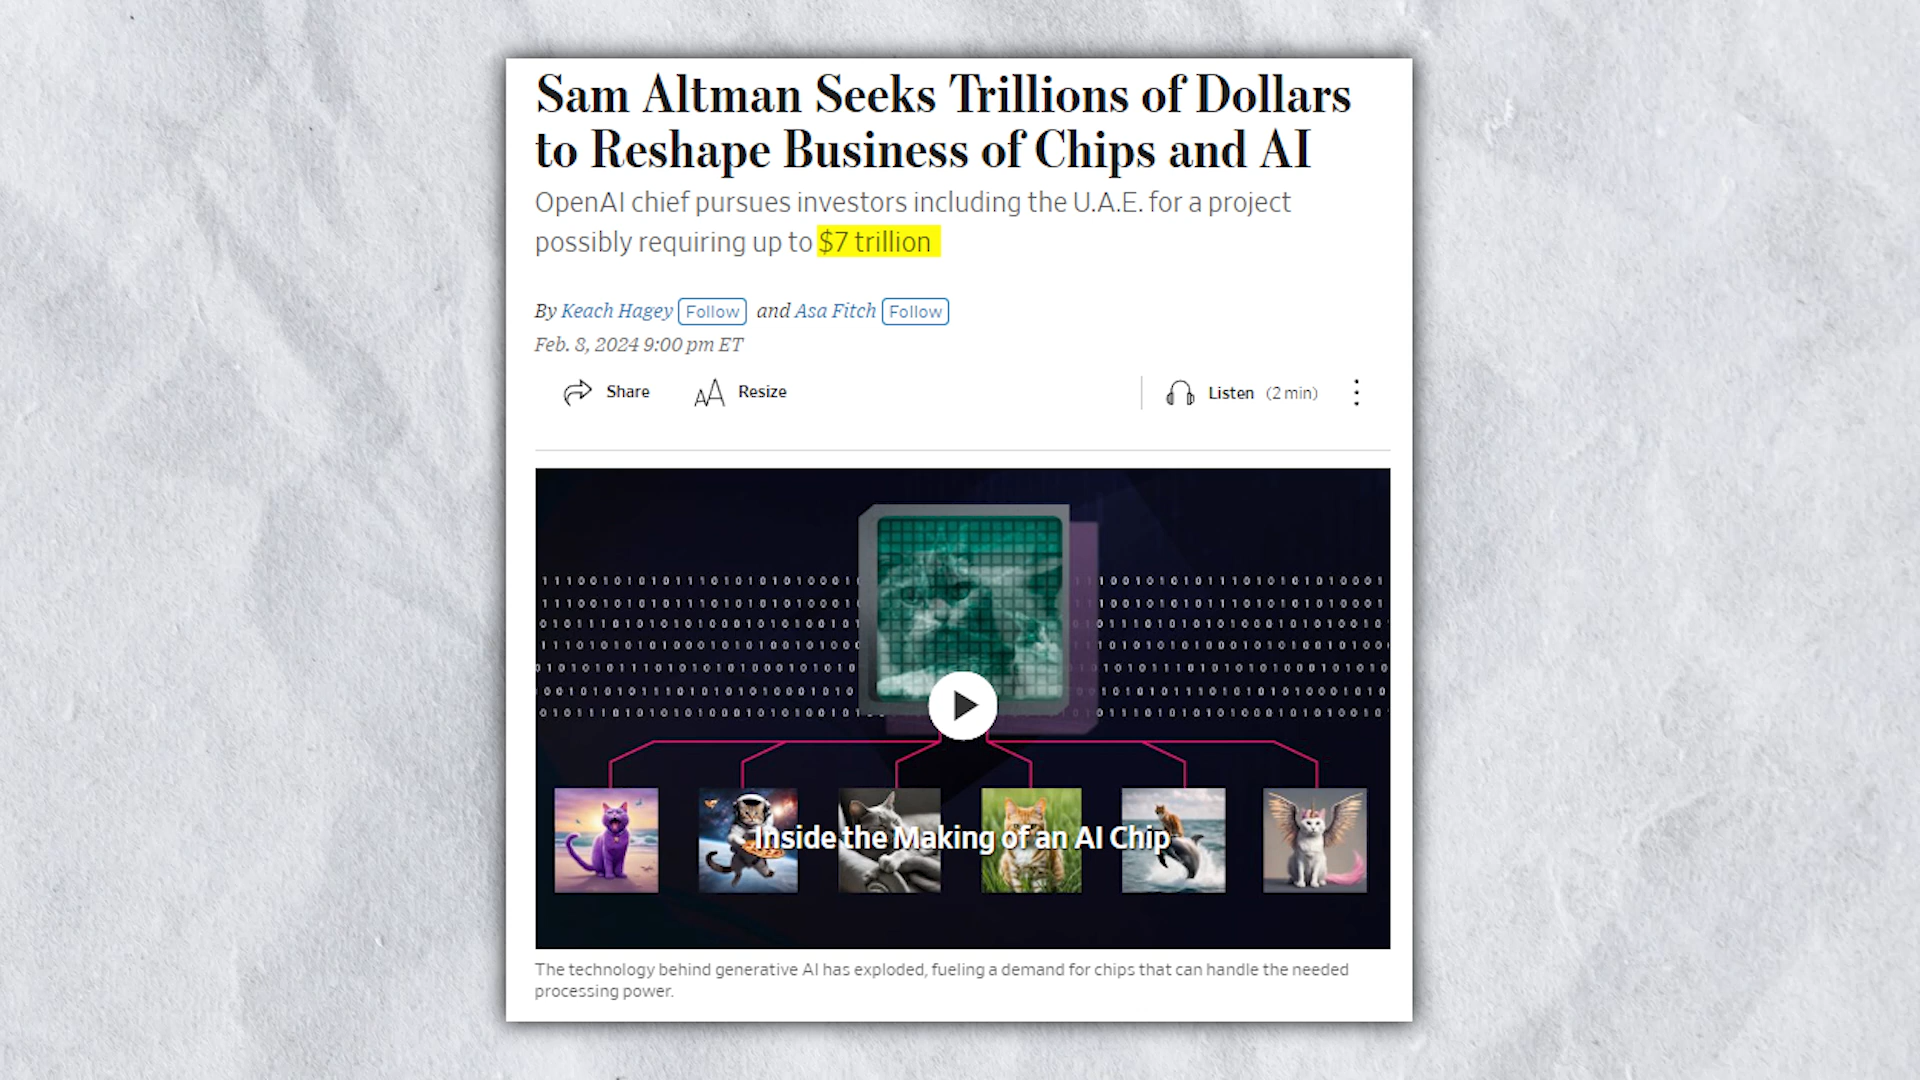 Sam Altman Seeks Trillions of Dollars
to Reshape Business of Chips and AI
OpenAI chief pursues investors including the U.A.E. for a project
possibly requiring up to $7 trillion
By Keach Hagey Follow and Asa Fitch Follow
Feb. 8, 2024 9:00 pm ET
Share Resize Listen (2 min)
Inside the Making of an AI Chip
The technology behind generative AI has exploded, fueling a demand for chips that can handle the needed
processing power.